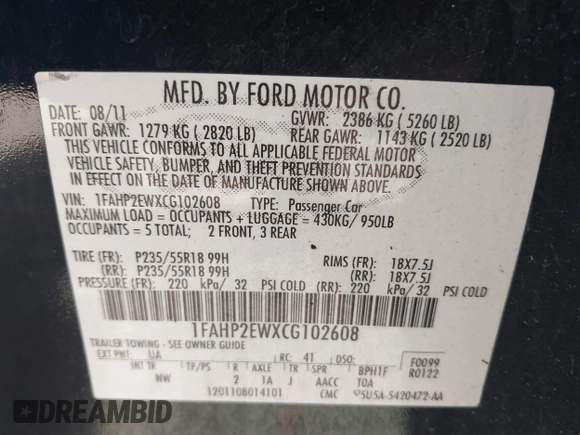 MFD. BY FORD MOTOR CO.
DATE: 08/11 GVWR: 2386 KG ( 5260 LB)
FRONT GAWR: 1279 KG ( 2820 LB) REAR GAWR: 1143 KG ( 2520 LB)
THIS VEHICLE CONFORMS TO ALL APPLICABLE FEDERAL MOTOR
VEHICLE SAFETY, BUMPER, AND THEFT PREVENTION STANDARDS
IN EFFECT ON THE DATE OF MANUFACTURE SHOWN ABOVE.
VIN: 1FAHP2EWXCG102608 TYPE: Passenger Car
MAXIMUM LOAD = OCCUPANTS + LUGGAGE = 430KG/ 950LB
OCCUPANTS = 5 TOTAL; 2 FRONT, 3 REAR
TIRE (FR): P235/55R18 99H RIMS (FR): 18X7.5J
(RR): P235/55R18 99H (RR): 18X7.5J
PRESSURE (FR): 220 kPa/ 32 PSI COLD (RR): 220 kPa/ 32 PSI COLD
1FAHP2EWXCG102608
TRAILER TOWING - SEE OWNER GUIDE
EXT PNT: UA RC: 41 DSO: F0099
INT TR TP/PS R AXLE TR SPR BPH1F R0122
NW 2 1A J AACC TOA
1201108014101 CMC 5U5A-5420472-AA
DREAMBID